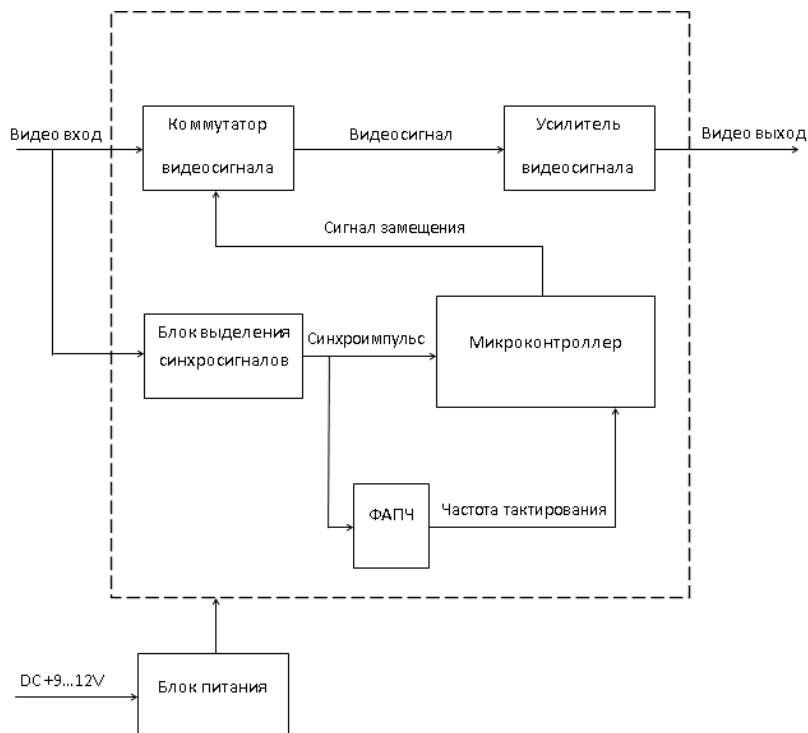 Видео вход
Коммутатор
видеосигнала
Видеосигнал
Усилитель
видеосигнала
Видео выход
Сигнал замещения
Блок выделения
синхросигналов
Синхроимпульс
Микроконтроллер
ФАПЧ
Частота тактирования
DC+9...12V
Блок питания